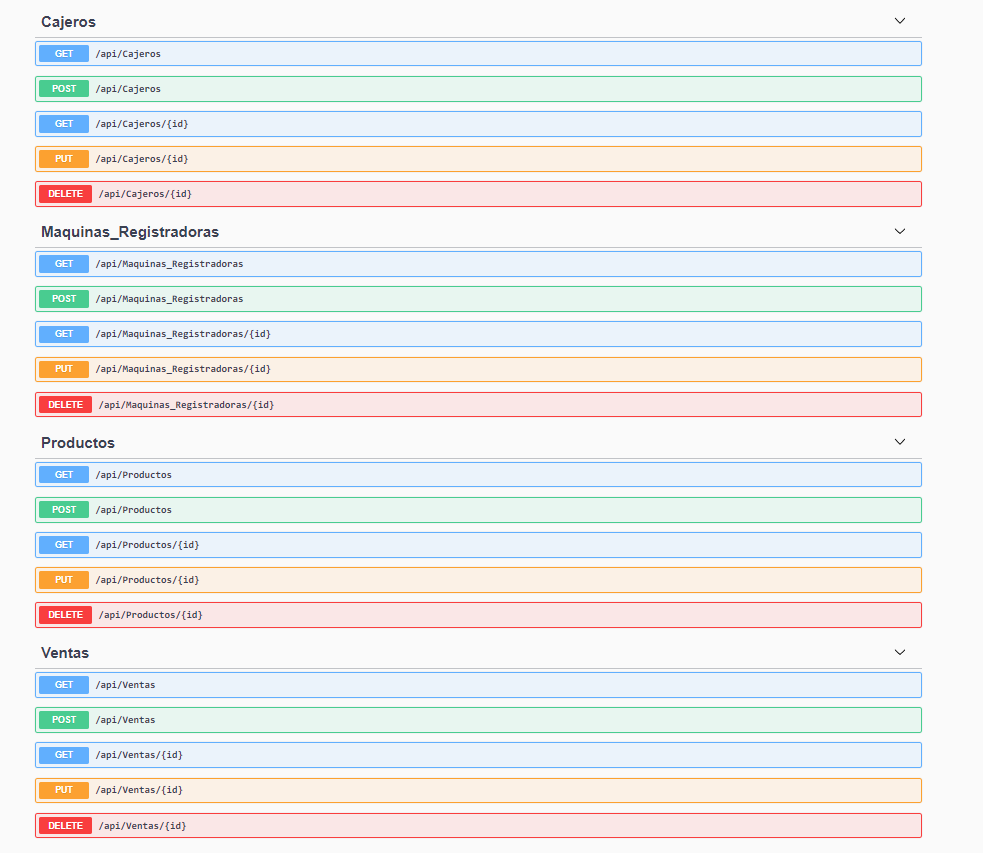 Cajeros
GET /api/Cajeros
POST /api/Cajeros
GET /api/Cajeros/{id}
PUT /api/Cajeros/{id}
DELETE /api/Cajeros/{id}
Maquinas_Registradoras
GET /api/Maquinas_Registradoras
POST /api/Maquinas_Registradoras
GET /api/Maquinas_Registradoras/{id}
PUT /api/Maquinas_Registradoras/{id}
DELETE /api/Maquinas_Registradoras/{id}
Productos
GET /api/Productos
POST /api/Productos
GET /api/Productos/{id}
PUT /api/Productos/{id}
DELETE /api/Productos/{id}
Ventas
GET /api/Ventas
POST /api/Ventas
GET /api/Ventas/{id}
PUT /api/Ventas/{id}
DELETE /api/Ventas/{id}